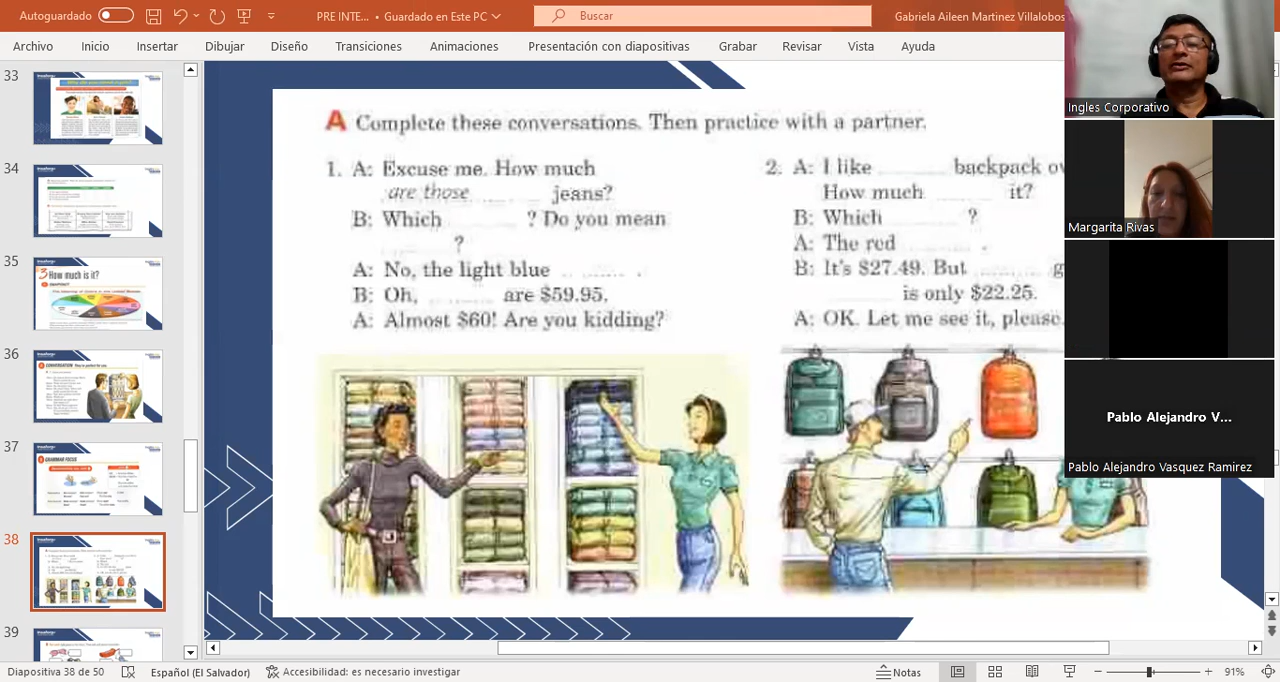 Autoguardado
PRE INTE... • Guardado en Este PC
Buscar
Gabriela Aileen Martinez Villalobos
Archivo Inicio Insertar Dibujar Diseño Transiciones Animaciones Presentación con diapositivas Grabar Revisar Vista Ayuda
33
34
35
3 How much is it?
36
37
38
39
A Complete these conversations. Then practice with a partner.
1. A: Excuse me. How much
are those jeans?
B: Which ? Do you mean
?
A: No, the light blue .
B: Oh, are $59.95.
A: Almost $60! Are you kidding?
2. A: I like backpack
How much it?
B: Which ?
A: The red .
B: It's $27.49. But
is only $22.25.
A: OK. Let me see it, please.
Ingles Corporativo
Margarita Rivas
Pablo Alejandro V...
Pablo Alejandro Vasquez Ramirez
Diapositiva 38 de 50 Español (El Salvador) Accesibilidad: es necesario investigar Notas 91%